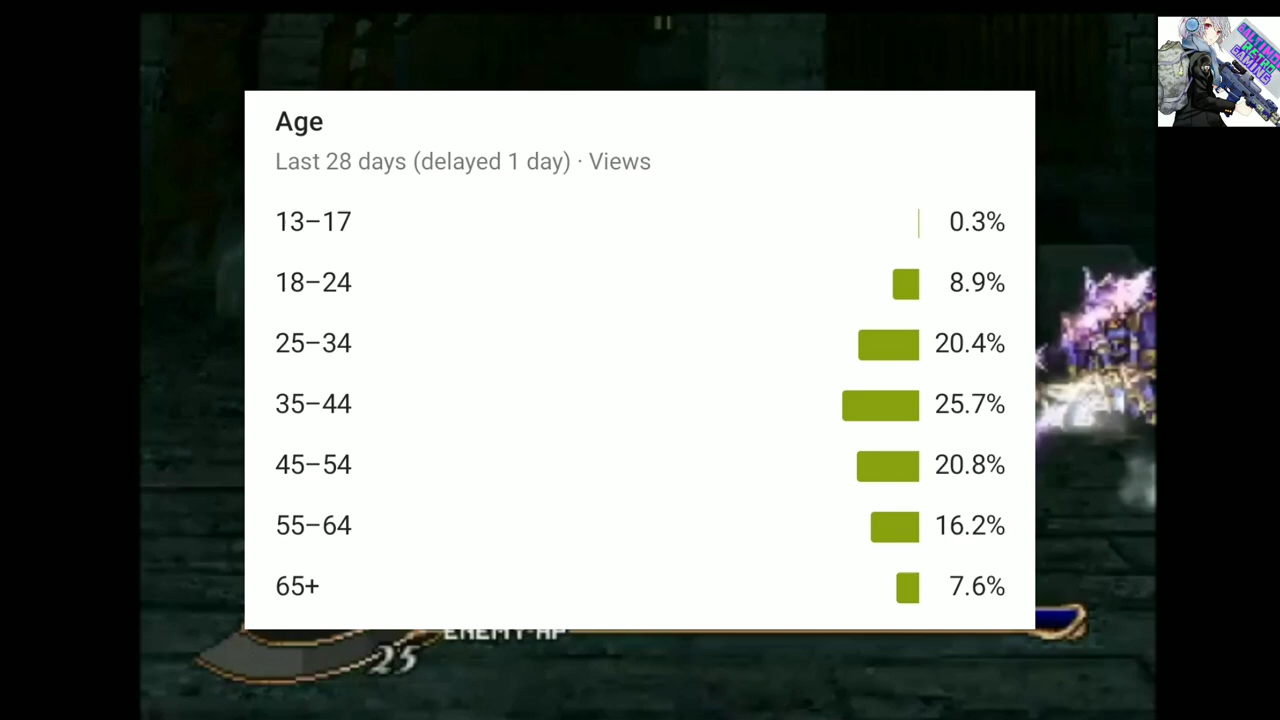 Age
Last 28 days (delayed 1 day) · Views
13–17 0.3%
18–24 8.9%
25–34 20.4%
35–44 25.7%
45–54 20.8%
55–64 16.2%
65+ 7.6%
ENEMY HP
25
RETRO
GAMING